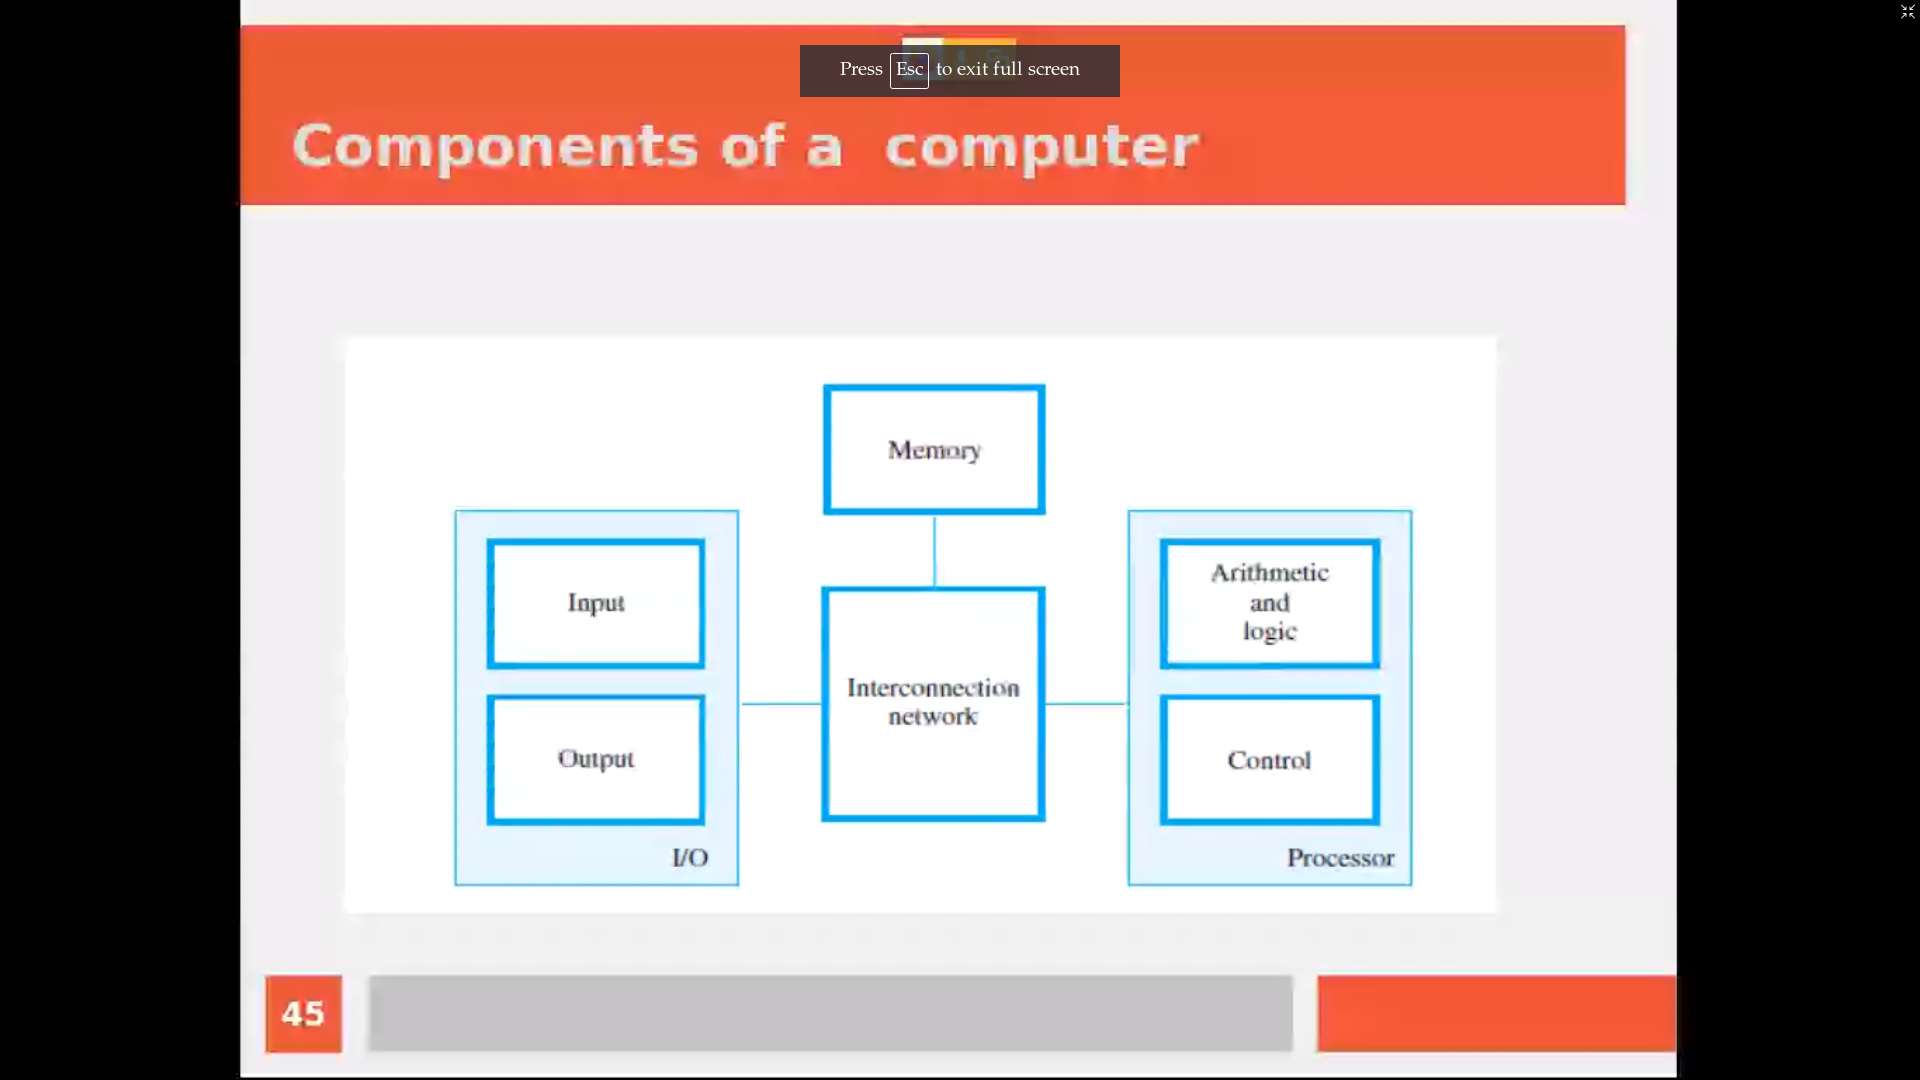 Press Esc to exit full screen
Components of a computer
Memory
Input
Output
I/O
Interconnection
network
Arithmetic
and
logic
Control
Processor
45